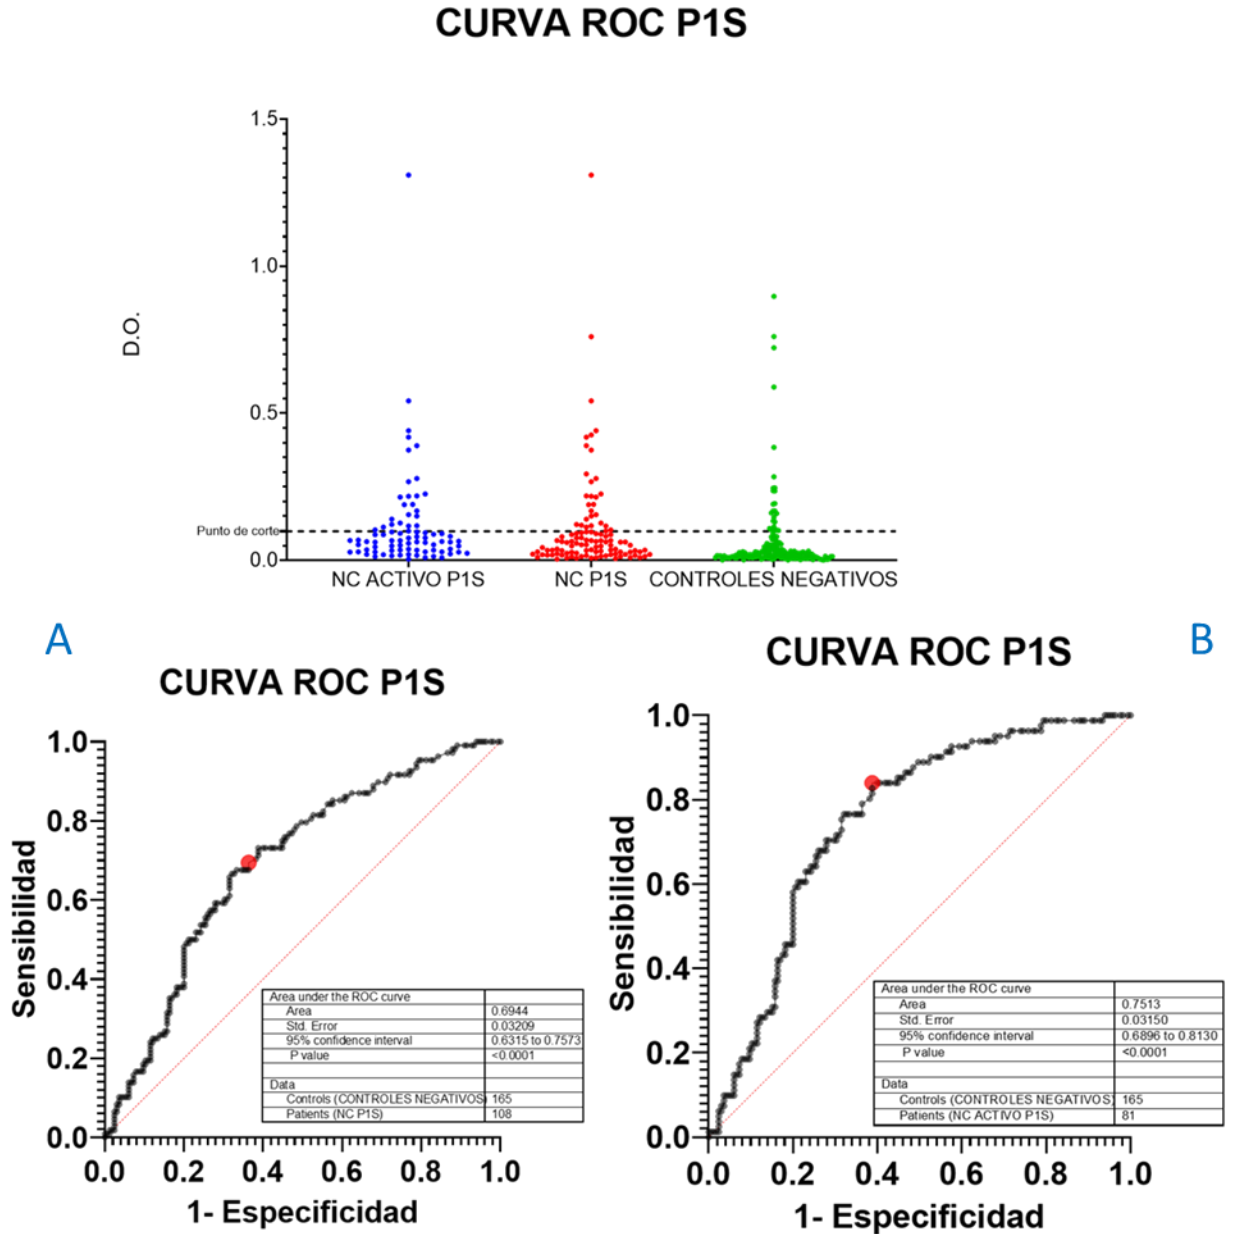 CURVA ROC P1S
1.5
1.0
D.O.
0.5
Punto de corte
0.0
NC ACTIVO P1S NC P1S CONTROLES NEGATIVOS
A
CURVA ROC P1S
1.0
0.8
Sensibilidad
0.6
0.4
0.2
0.0
Area under the ROC curve
Area 0.6944
Std. Error 0.03209
95% confidence interval 0.6315 to 0.7573
P value <0.0001
Data
Controls (CONTROLES NEGATIVOS) 165
Patients (NC P1S) 108
0.0 0.2 0.4 0.6 0.8 1.0
1- Especificidad
B
CURVA ROC P1S
1.0
0.8
Sensibilidad
0.6
0.4
0.2
0.0
Area under the ROC curve
Area 0.7513
Std. Error 0.03150
95% confidence interval 0.6896 to 0.8130
P value <0.0001
Data
Controls (CONTROLES NEGATIVOS) 165
Patients (NC ACTIVO P1S) 81
0.0 0.2 0.4 0.6 0.8 1.0
1- Especificidad